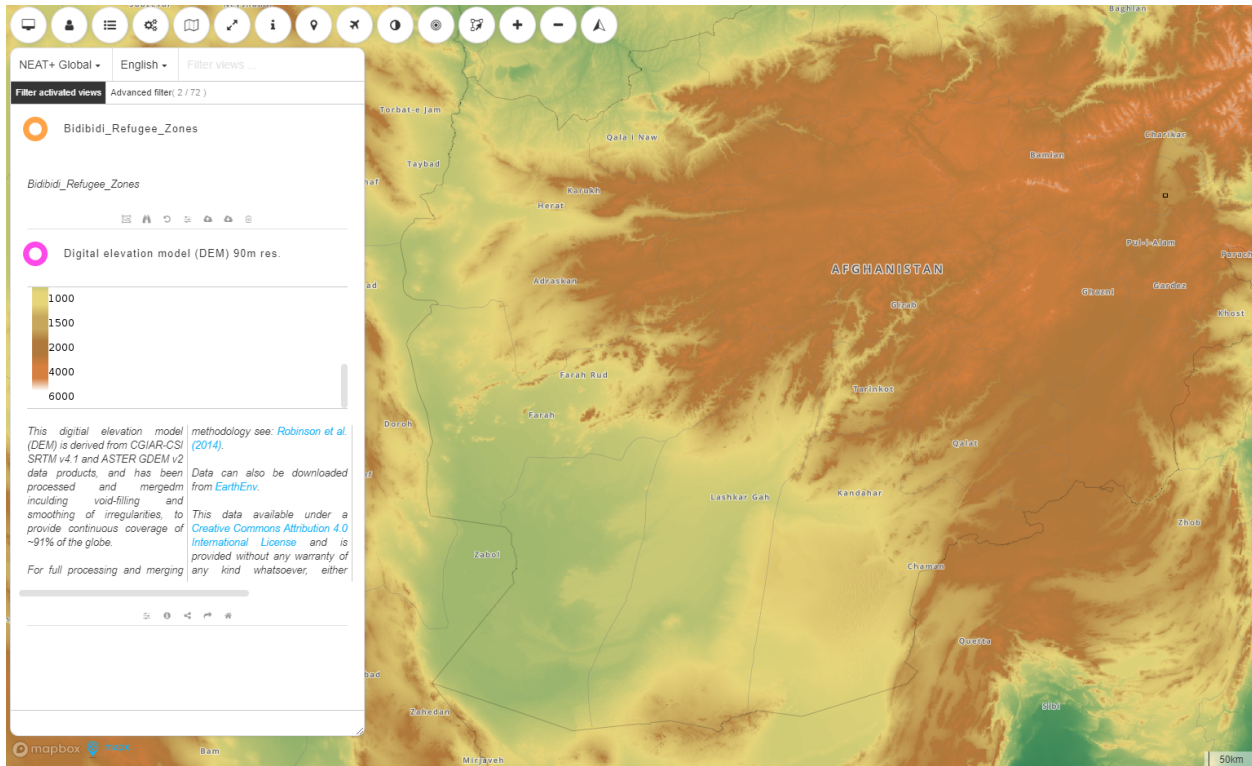 NEAT+ Global
English
Filter views ...
Filter activated views
Advanced filter( 2 / 72 )
Bidibidi_Refugee_Zones
Bidibidi_Refugee_Zones
Digital elevation model (DEM) 90m res.
1000
1500
2000
4000
6000
This digitial elevation model
(DEM) is derived from CGIAR-CSI
SRTM v4.1 and ASTER GDEM v2
data products, and has been
processed and mergedm
inculding void-filling and
smoothing of irregularities, to
provide continuous coverage of
~91% of the globe.
For full processing and merging
methodology see: Robinson et al.
(2014).
Data can also be downloaded
from EarthEnv.
This data available under a
Creative Commons Attribution 4.0
International License and is
provided without any warranty of
any kind whatsoever, either
mapbox
Baghlan
Torbat-e Jam
Qala i Naw
Charikar
Bamian
Taybad
Karukh
Herat
Pul-i-Alam
AFGHANISTAN
Adraskan
Ghazni
Gardez
Gizab
Khost
Farah Rud
Tarinkot
Farah
Doroh
Qalat
Lashkar Gah
Kandahar
Zhob
Zabol
Chaman
Quetta
Sibi
Zahedan
Bam
Mirjaveh
50km